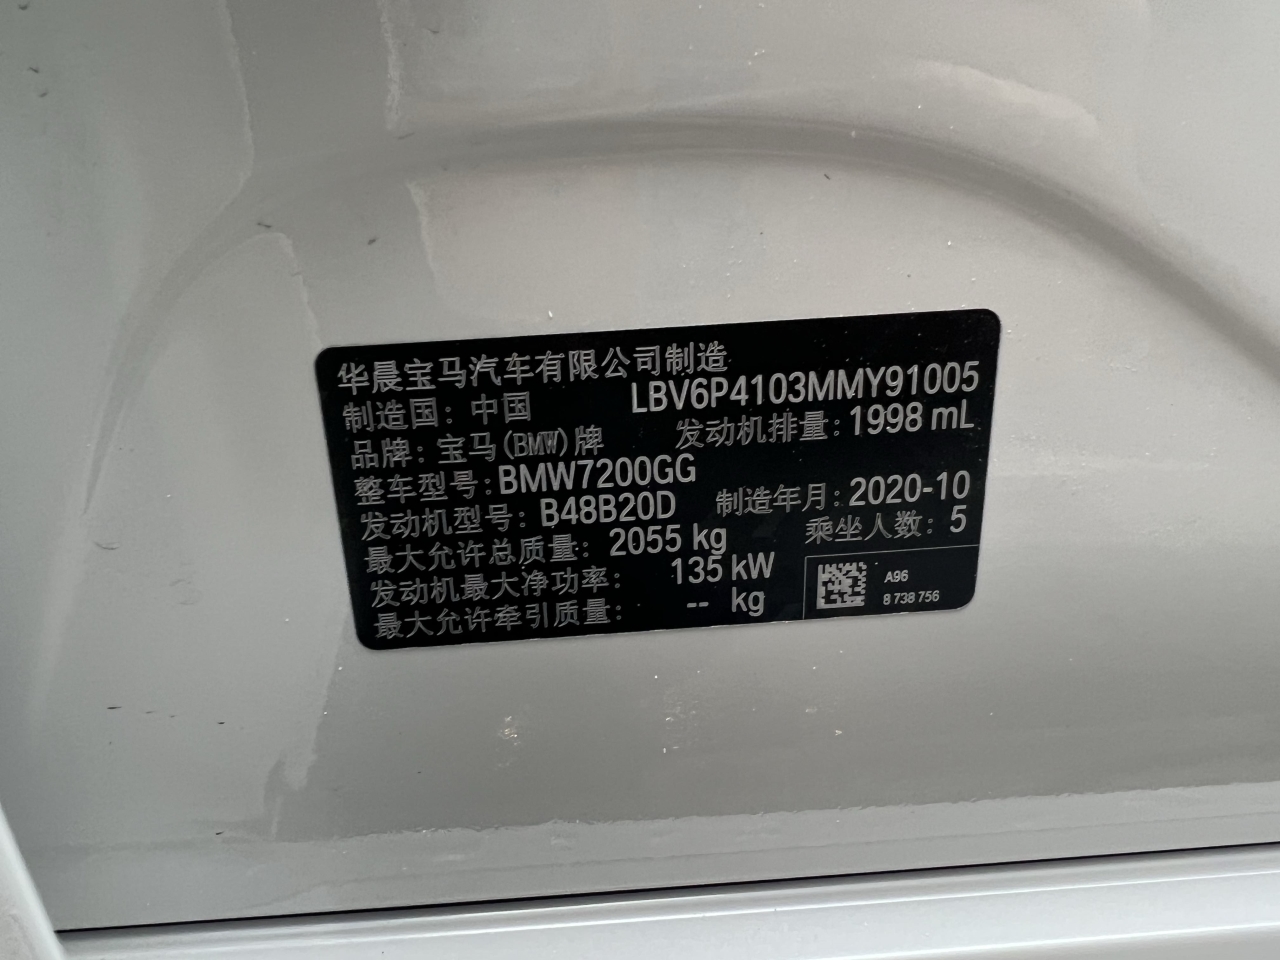 华晨宝马汽车有限公司制造
制造国：中国 LBV6P4103MMY91005
品牌：宝马(BMW)牌 发动机排量：1998 mL
整车型号：BMW7200GG
发动机型号：B48B20D 制造年月：2020-10
最大允许总质量：2055 kg 乘坐人数：5
发动机最大净功率：135 kW
最大允许牵引质量：-- kg
A96
8 738 756